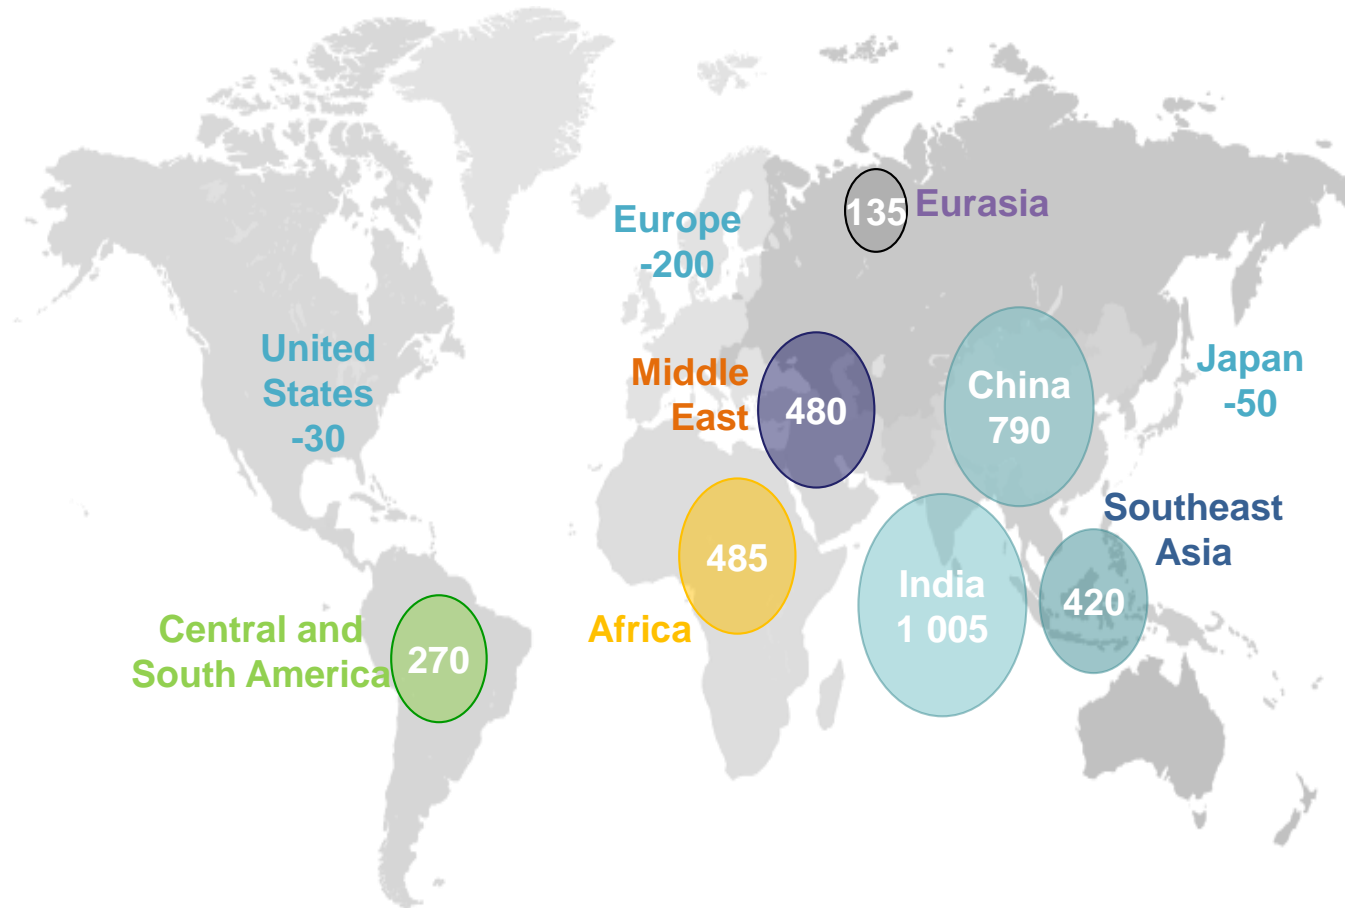 135
Eurasia
Europe
-200
United
States
-30
Middle
East
480
China
790
Japan
-50
Southeast
Asia
485
India
1 005
420
Africa
Central and
South America
270